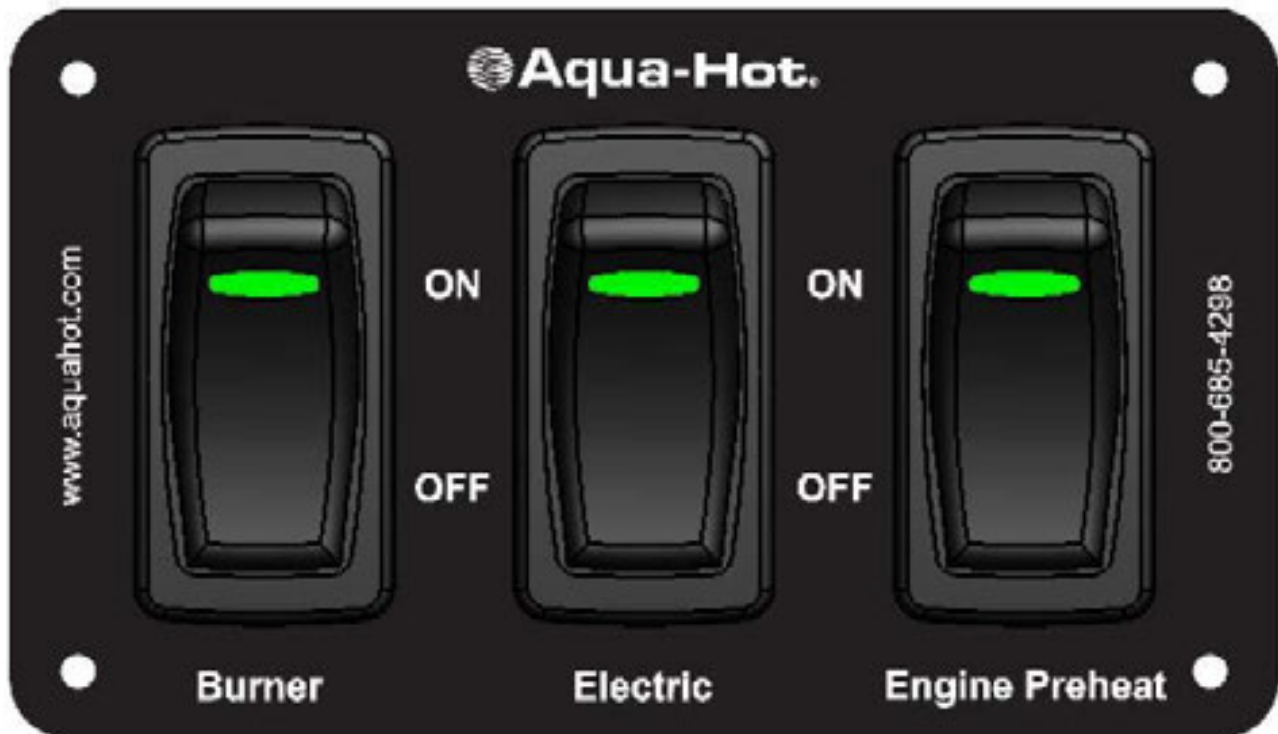 Aqua-Hot®
www.aquahot.com
ON
ON
800-685-4298
OFF
OFF
Burner
Electric
Engine Preheat